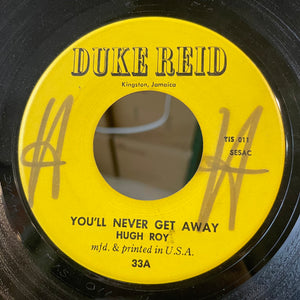 DUKE REID
Kingston, Jamaica
TIS-011
SESAC
H
H
YOU'LL NEVER GET AWAY
HUGH ROY
mfd. & printed in U.S.A.
33A